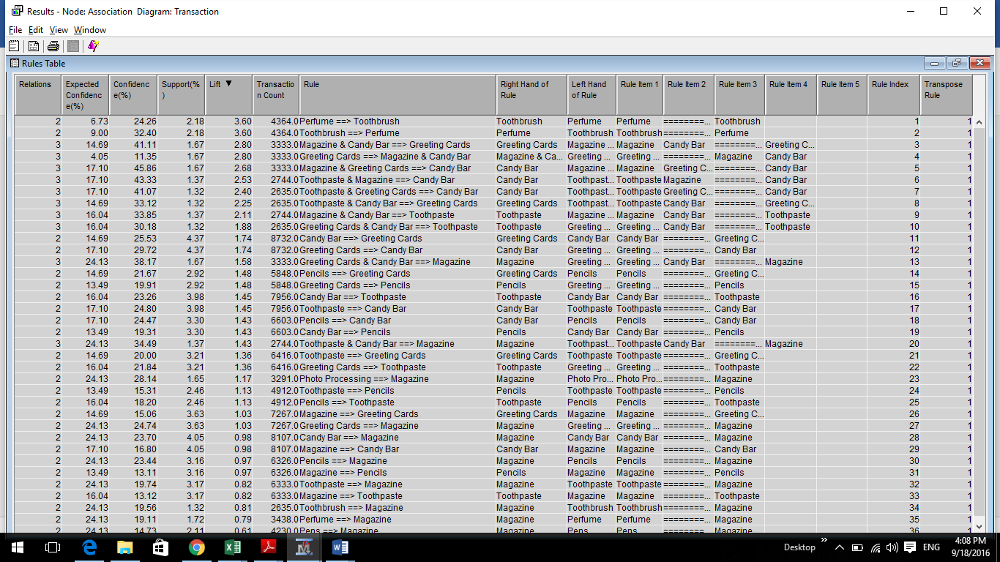 Results - Node: Association Diagram: Transaction
File Edit View Window
Rules Table
Relations Expected Confidence(%) Confidence(%) Support(%) Lift ▼ Transaction Count Rule Right Hand of Rule Left Hand of Rule Rule Item 1 Rule Item 2 Rule Item 3 Rule Item 4 Rule Item 5 Rule Index Transpose Rule
2 6.73 24.26 2.18 3.60 4364.0 Perfume ==> Toothbrush Toothbrush Perfume Perfume ========... Toothbrush 1 1
2 9.00 32.40 2.18 3.60 4364.0 Toothbrush ==> Perfume Perfume Toothbrush Toothbrush ========... Perfume 2 1
3 14.69 41.11 1.67 2.80 3333.0 Magazine & Candy Bar ==> Greeting Cards Greeting Cards Magazine ... Magazine Candy Bar ========... Greeting C... 3 1
3 4.05 11.35 1.67 2.80 3333.0 Greeting Cards ==> Magazine & Candy Bar Magazine & Ca... Greeting ... Greeting ... ========... Magazine Candy Bar 4 1
3 17.10 45.86 1.67 2.68 3333.0 Magazine & Greeting Cards ==> Candy Bar Candy Bar Magazine ... Magazine Greeting C... ========... Candy Bar 5 1
3 17.10 43.33 1.37 2.53 2744.0 Toothpaste & Magazine ==> Candy Bar Candy Bar Toothpast... Toothpaste Magazine ========... Candy Bar 6 1
3 17.10 41.07 1.32 2.40 2635.0 Toothpaste & Greeting Cards ==> Candy Bar Candy Bar Toothpast... Toothpaste Greeting C... ========... Candy Bar 7 1
3 14.69 33.12 1.32 2.25 2635.0 Toothpaste & Candy Bar ==> Greeting Cards Greeting Cards Toothpast... Toothpaste Candy Bar ========... Greeting C... 8 1
3 16.04 33.85 1.37 2.11 2744.0 Magazine & Candy Bar ==> Toothpaste Toothpaste Magazine ... Magazine Candy Bar ========... Toothpaste 9 1
3 16.04 30.18 1.32 1.88 2635.0 Greeting Cards & Candy Bar ==> Toothpaste Toothpaste Greeting ... Greeting ... Candy Bar ========... Toothpaste 10 1
2 14.69 25.53 4.37 1.74 8732.0 Candy Bar ==> Greeting Cards Greeting Cards Candy Bar Candy Bar ========... Greeting C... 11 1
2 17.10 29.72 4.37 1.74 8732.0 Greeting Cards ==> Candy Bar Candy Bar Greeting ... Greeting ... ========... Candy Bar 12 1
3 24.13 38.17 1.67 1.58 3333.0 Greeting Cards & Candy Bar ==> Magazine Magazine Greeting ... Greeting ... Candy Bar ========... Magazine 13 1
2 14.69 21.67 2.92 1.48 5848.0 Pencils ==> Greeting Cards Greeting Cards Pencils Pencils ========... Greeting C... 14 1
2 13.49 19.91 2.92 1.48 5848.0 Greeting Cards ==> Pencils Pencils Greeting ... Greeting ... ========... Pencils 15 1
2 16.04 23.26 3.98 1.45 7956.0 Candy Bar ==> Toothpaste Toothpaste Candy Bar Candy Bar ========... Toothpaste 16 1
2 17.10 24.80 3.98 1.45 7956.0 Toothpaste ==> Candy Bar Candy Bar Toothpaste Toothpaste ========... Candy Bar 17 1
2 17.10 24.47 3.30 1.43 6603.0 Pencils ==> Candy Bar Candy Bar Pencils Pencils ========... Candy Bar 18 1
2 13.49 19.31 3.30 1.43 6603.0 Candy Bar ==> Pencils Pencils Candy Bar Candy Bar ========... Pencils 19 1
3 24.13 34.49 1.37 1.43 2744.0 Toothpaste & Candy Bar ==> Magazine Magazine Toothpast... Toothpaste Candy Bar ========... Magazine 20 1
2 14.69 20.00 3.21 1.36 6416.0 Toothpaste ==> Greeting Cards Greeting Cards Toothpaste Toothpaste ========... Greeting C... 21 1
2 16.04 21.84 3.21 1.36 6416.0 Greeting Cards ==> Toothpaste Toothpaste Greeting ... Greeting ... ========... Toothpaste 22 1
2 24.13 28.14 1.65 1.17 3291.0 Photo Processing ==> Magazine Magazine Photo Pro... Photo Pro... ========... Magazine 23 1
2 13.49 15.31 2.46 1.13 4912.0 Toothpaste ==> Pencils Pencils Toothpaste Toothpaste ========... Pencils 24 1
2 16.04 18.20 2.46 1.13 4912.0 Pencils ==> Toothpaste Toothpaste Pencils Pencils ========... Toothpaste 25 1
2 14.69 15.06 3.63 1.03 7267.0 Magazine ==> Greeting Cards Greeting Cards Magazine Magazine ========... Greeting C... 26 1
2 24.13 24.74 3.63 1.03 7267.0 Greeting Cards ==> Magazine Magazine Greeting ... Greeting ... ========... Magazine 27 1
2 24.13 23.70 4.05 0.98 8107.0 Candy Bar ==> Magazine Magazine Candy Bar Candy Bar ========... Magazine 28 1
2 17.10 16.80 4.05 0.98 8107.0 Magazine ==> Candy Bar Candy Bar Magazine Magazine ========... Candy Bar 29 1
2 24.13 23.44 3.16 0.97 6326.0 Pencils ==> Magazine Magazine Pencils Pencils ========... Magazine 30 1
2 13.49 13.11 3.16 0.97 6326.0 Magazine ==> Pencils Pencils Magazine Magazine ========... Pencils 31 1
2 24.13 19.74 3.17 0.82 6333.0 Toothpaste ==> Magazine Magazine Toothpaste Toothpaste ========... Magazine 32 1
2 16.04 13.12 3.17 0.82 6333.0 Magazine ==> Toothpaste Toothpaste Magazine Magazine ========... Toothpaste 33 1
2 24.13 19.56 1.32 0.81 2635.0 Toothbrush ==> Magazine Magazine Toothbrush Toothbrush ========... Magazine 34 1
2 24.13 19.11 1.72 0.79 3438.0 Perfume ==> Magazine Magazine Perfume Perfume ========... Magazine 35 1
2 24.13 14.73 2.11 0.61 4230.0 Pens ==> Magazine Magazine Pens Pens ========... Magazine 36 1
Desktop ENG 4:08 PM
9/18/2016